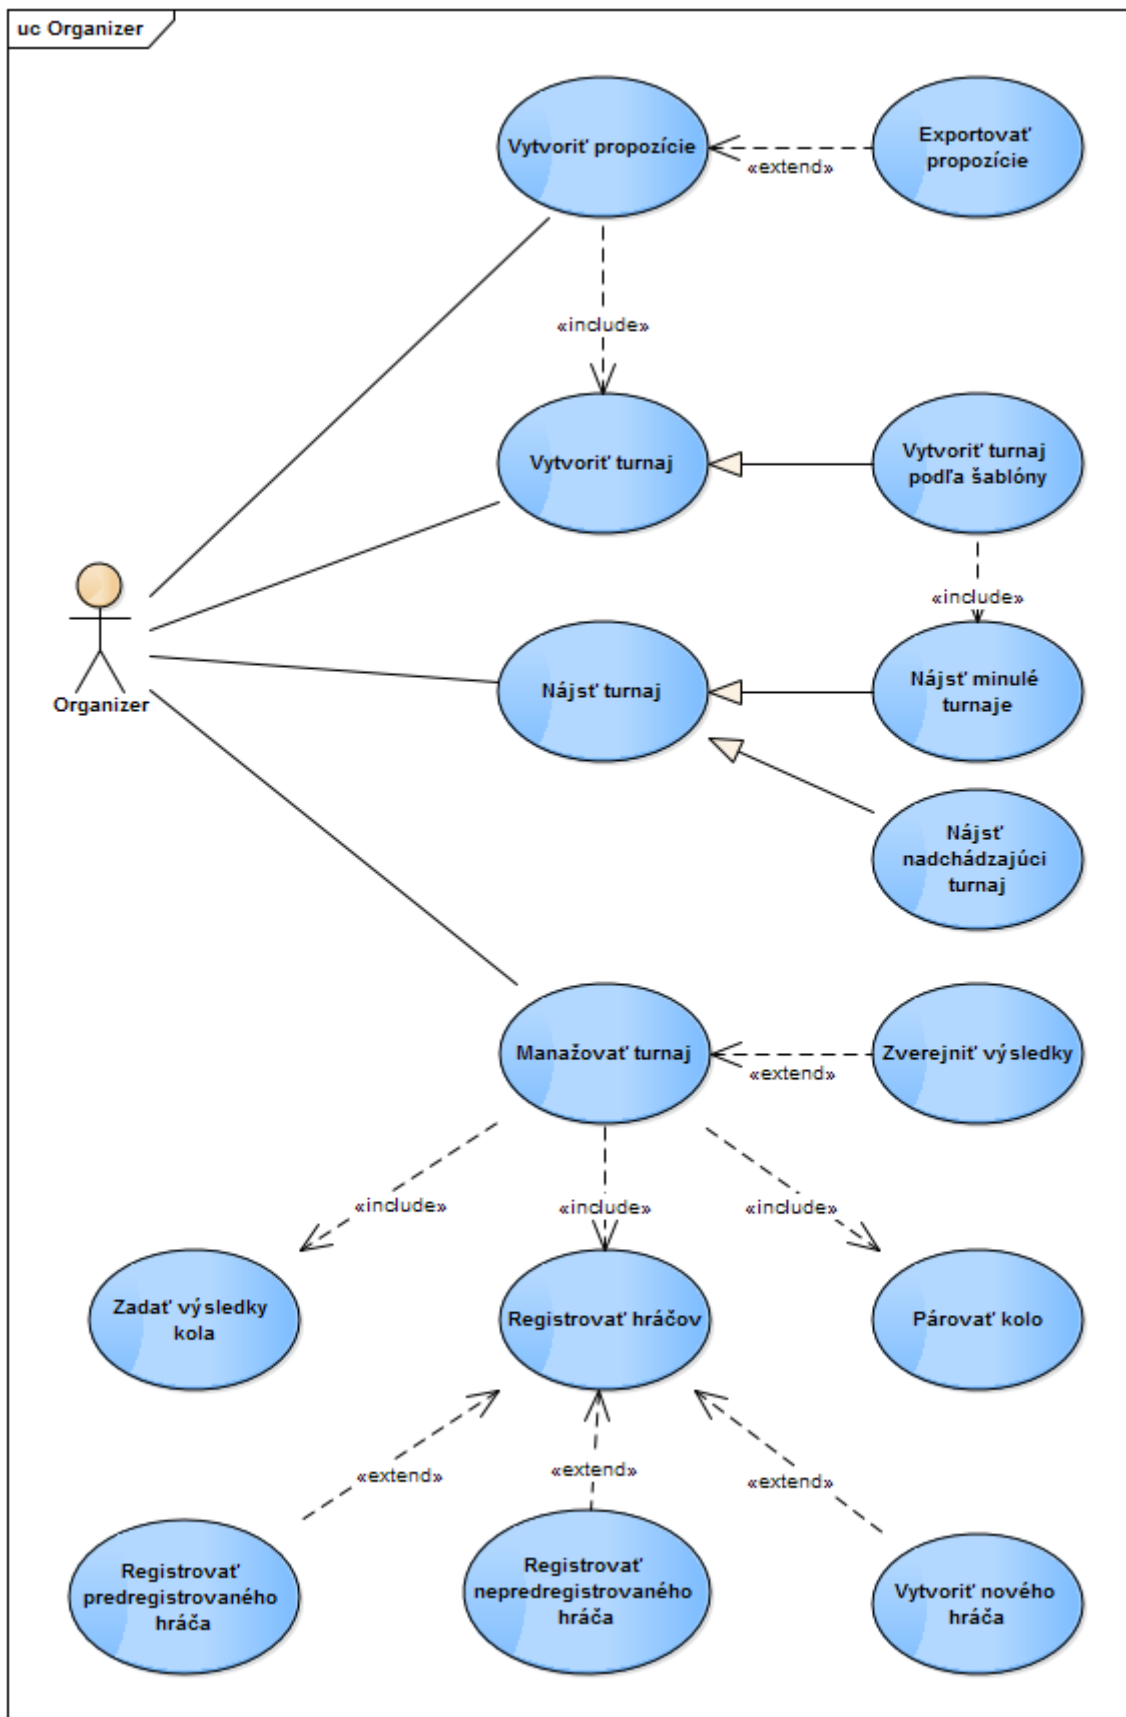 uc Organizer
Vytvoriť propozície
Exportovať
propozície
«extend»
«include»
Vytvoriť turnaj
Vytvoriť turnaj
podľa šablóny
«include»
Organizer
Nájsť turnaj
Nájsť minulé
turnaje
Nájsť
nadchádzajúci
turnaj
Manažovať turnaj
Zverejniť výsledky
«extend»
«include»
«include»
«include»
Zadať výsledky
kola
Registrovať hráčov
Párovať kolo
«extend»
«extend»
«extend»
Registrovať
predregistrovaného
hráča
Registrovať
nepredregistrovaného
hráča
Vytvoriť nového
hráča